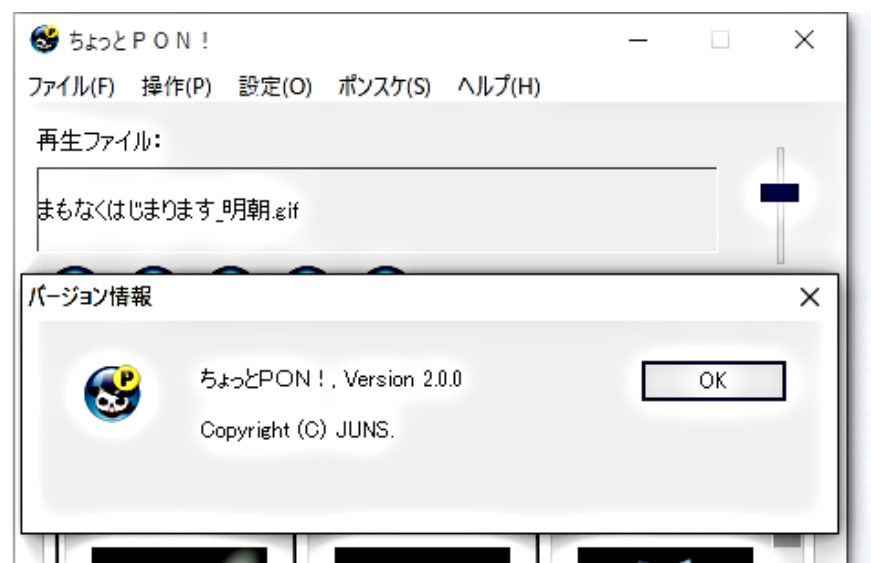 ちょっとＰＯＮ！
ファイル(F) 操作(P) 設定(O) ポンスケ(S) ヘルプ(H)
再生ファイル：
まもなくはじまります_明朝.gif
バージョン情報
P
ちょっとPON！, Version 2.0.0
OK
Copyright (C) JUNS.